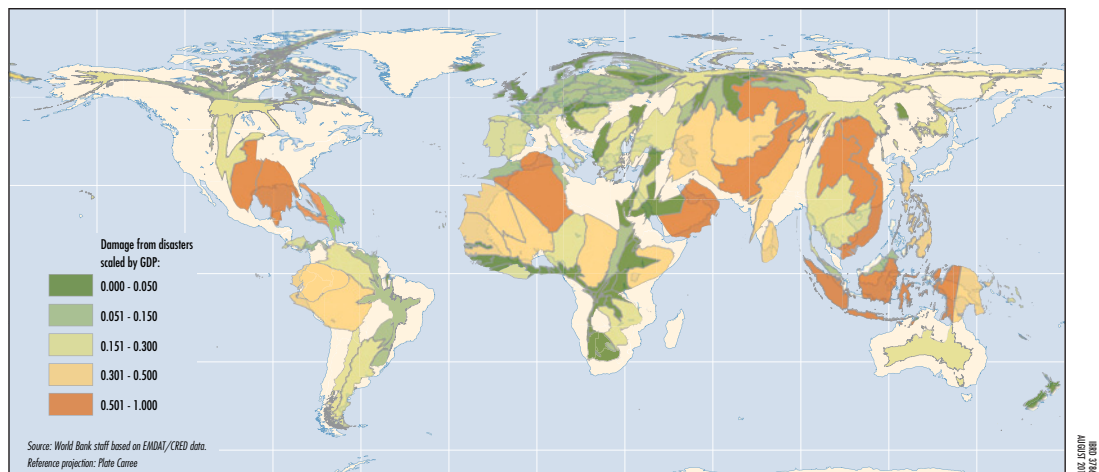 Damage from disasters
scaled by GDP:
0.000 - 0.050
0.051 - 0.150
0.151 - 0.300
0.301 - 0.500
0.501 - 1.000
Source: World Bank staff based on EMDAT/CRED data.
Reference projection: Plate Carree
IBRD
AUGUST